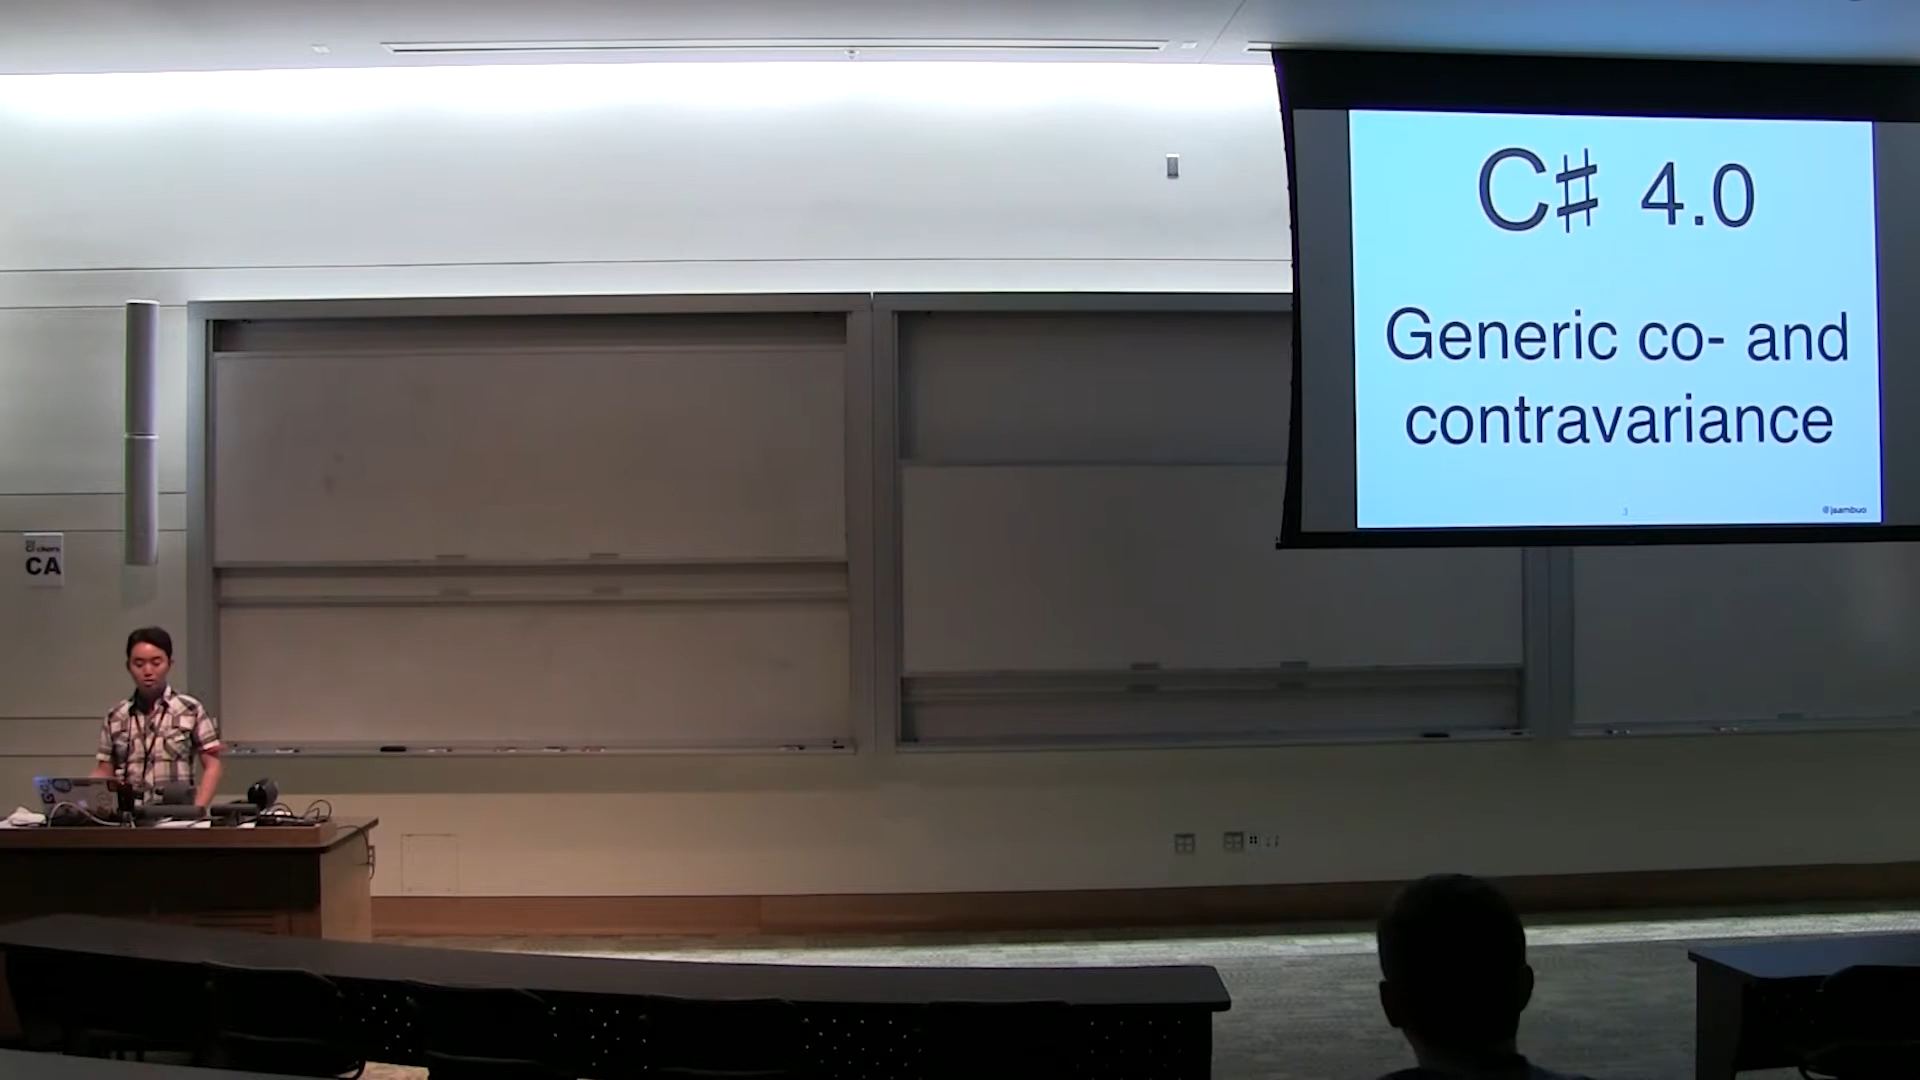 C♯ 4.0
Generic co- and
contravariance
@jsambuo
CA